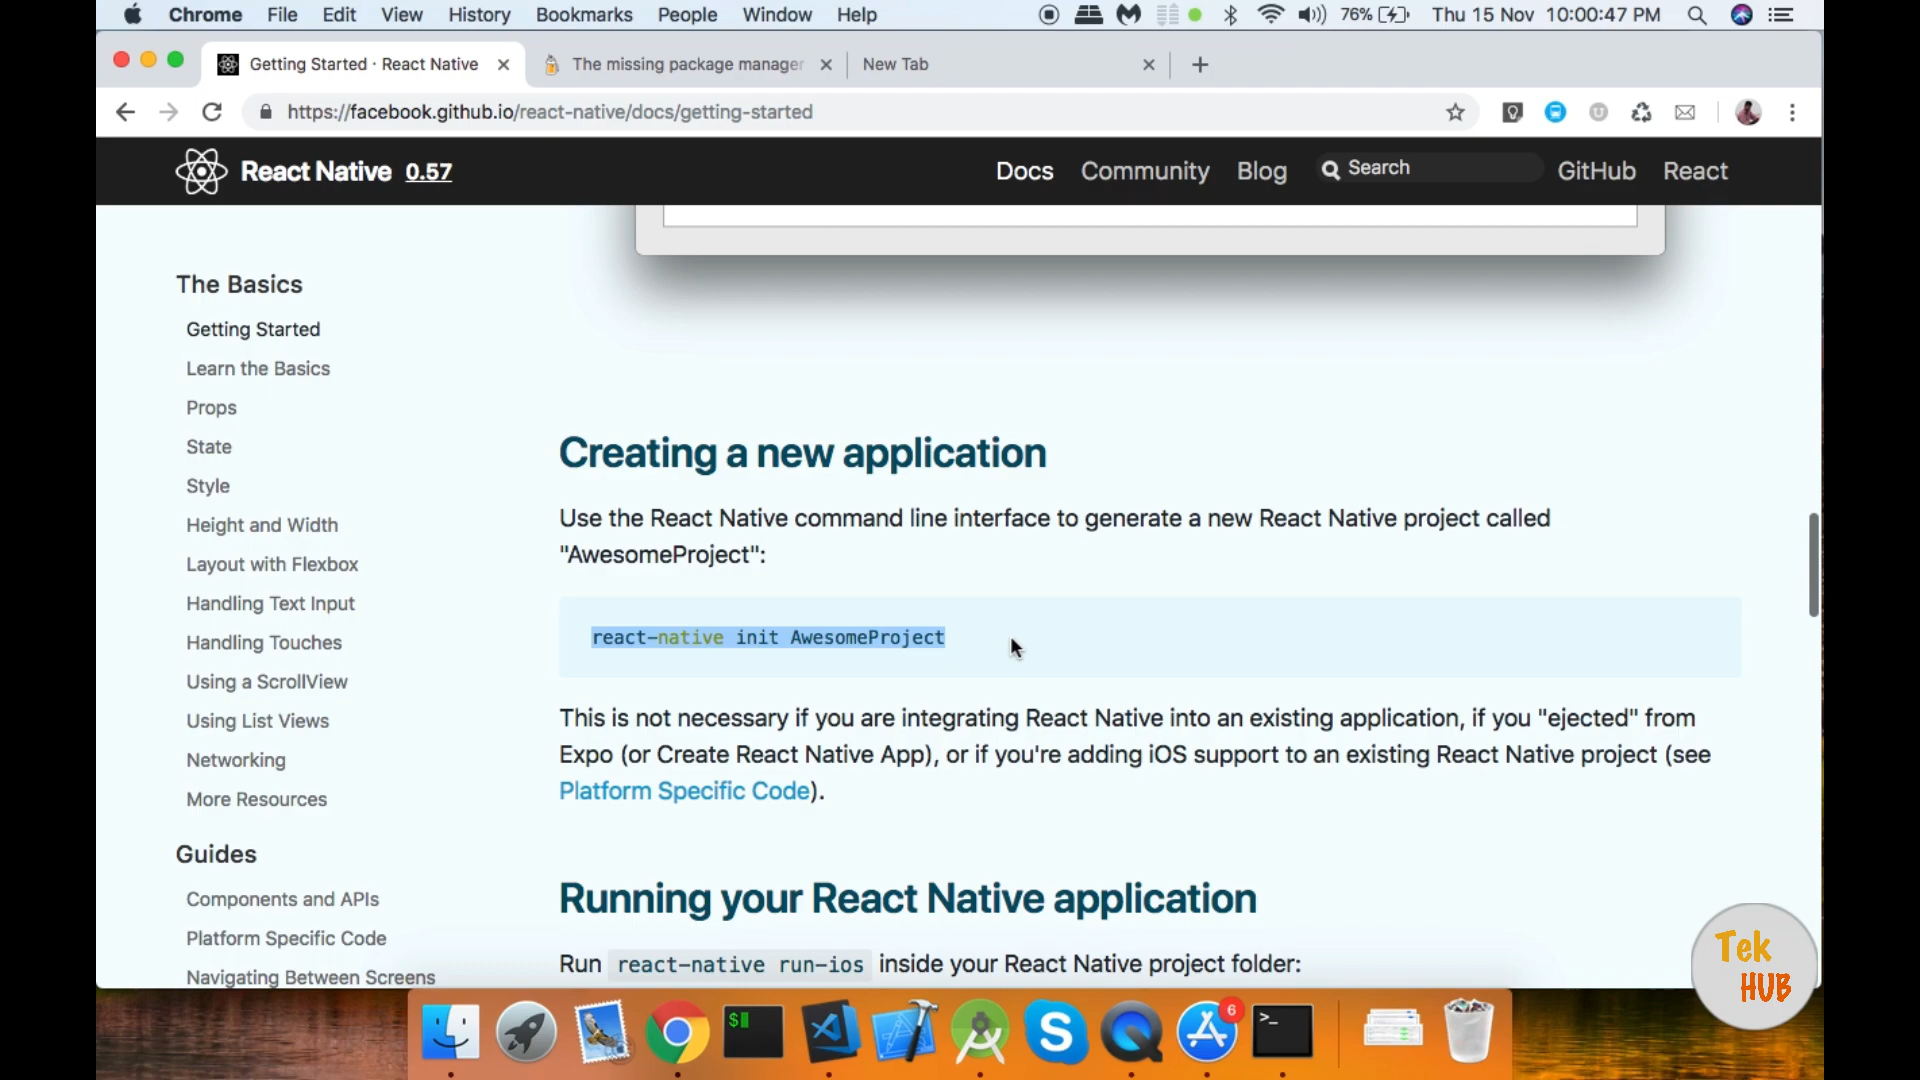 Chrome File Edit View History Bookmarks People Window Help 76% Thu 15 Nov 10:00:47 PM
Getting Started · React Native
The missing package manager
New Tab
https://facebook.github.io/react-native/docs/getting-started
React Native 0.57 Docs Community Blog Search GitHub React
The Basics
Getting Started
Learn the Basics
Props
State
Style
Height and Width
Layout with Flexbox
Handling Text Input
Handling Touches
Using a ScrollView
Using List Views
Networking
More Resources
Guides
Components and APIs
Platform Specific Code
Navigating Between Screens
Creating a new application
Use the React Native command line interface to generate a new React Native project called
"AwesomeProject":
react-native init AwesomeProject
This is not necessary if you are integrating React Native into an existing application, if you "ejected" from
Expo (or Create React Native App), or if you're adding iOS support to an existing React Native project (see
Platform Specific Code).
Running your React Native application
Run react-native run-ios inside your React Native project folder:
Tek
HUB
$
S
6
>_